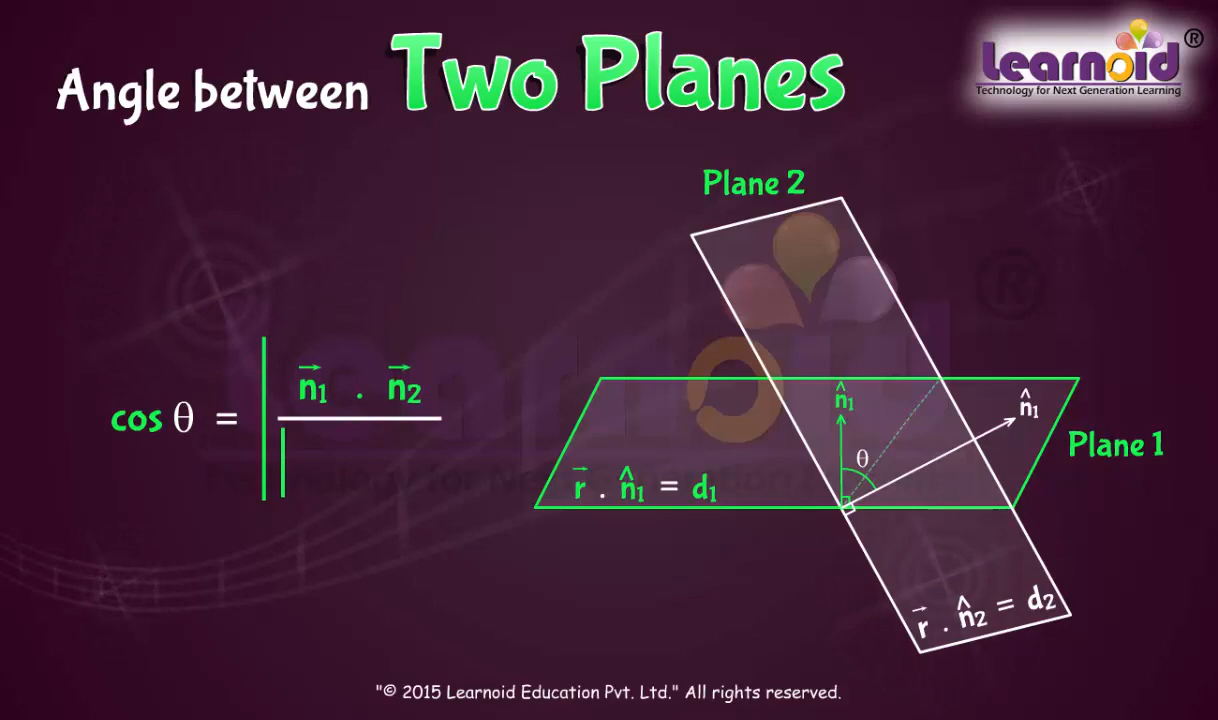 Angle between Two Planes
Learnoid®
Technology for Next Generation Learning
Plane 2
cos θ = | n⃗₁ . n⃗₂
|
n̂₁
n̂₁
θ
Plane 1
r⃗ . n̂₁ = d₁
r⃗ . n̂₂ = d₂
"© 2015 Learnoid Education Pvt. Ltd." All rights reserved.